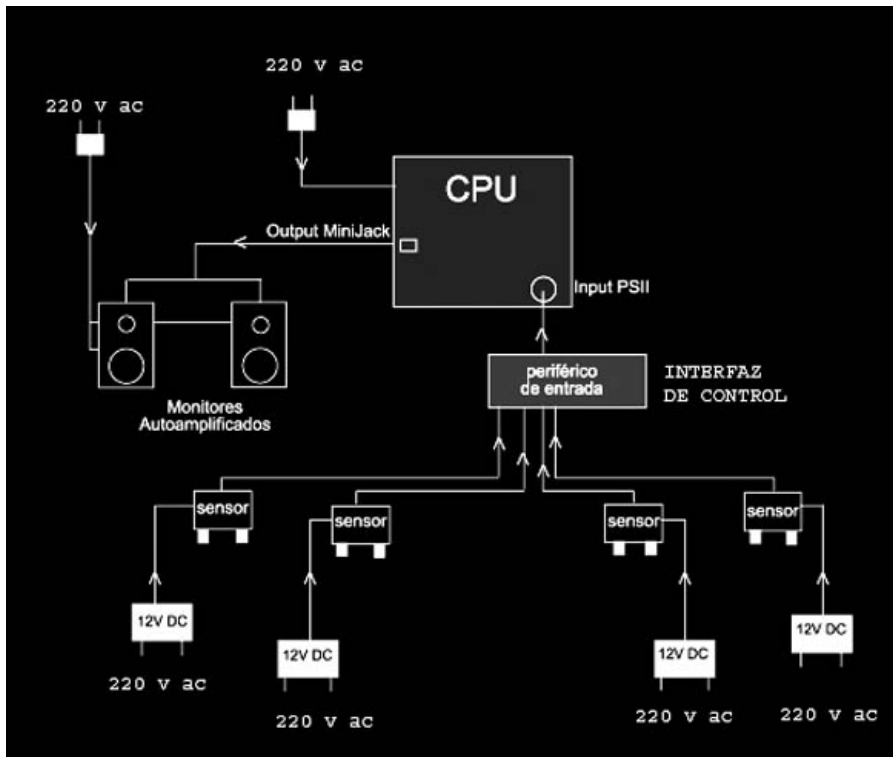 220 v ac
220 v ac
CPU
Output MiniJack
Input PSII
periférico
de entrada
INTERFAZ
DE CONTROL
Monitores
Autoamplificados
sensor
sensor
sensor
sensor
12V DC
12V DC
12V DC
12V DC
220 v ac
220 v ac
220 v ac
220 v ac